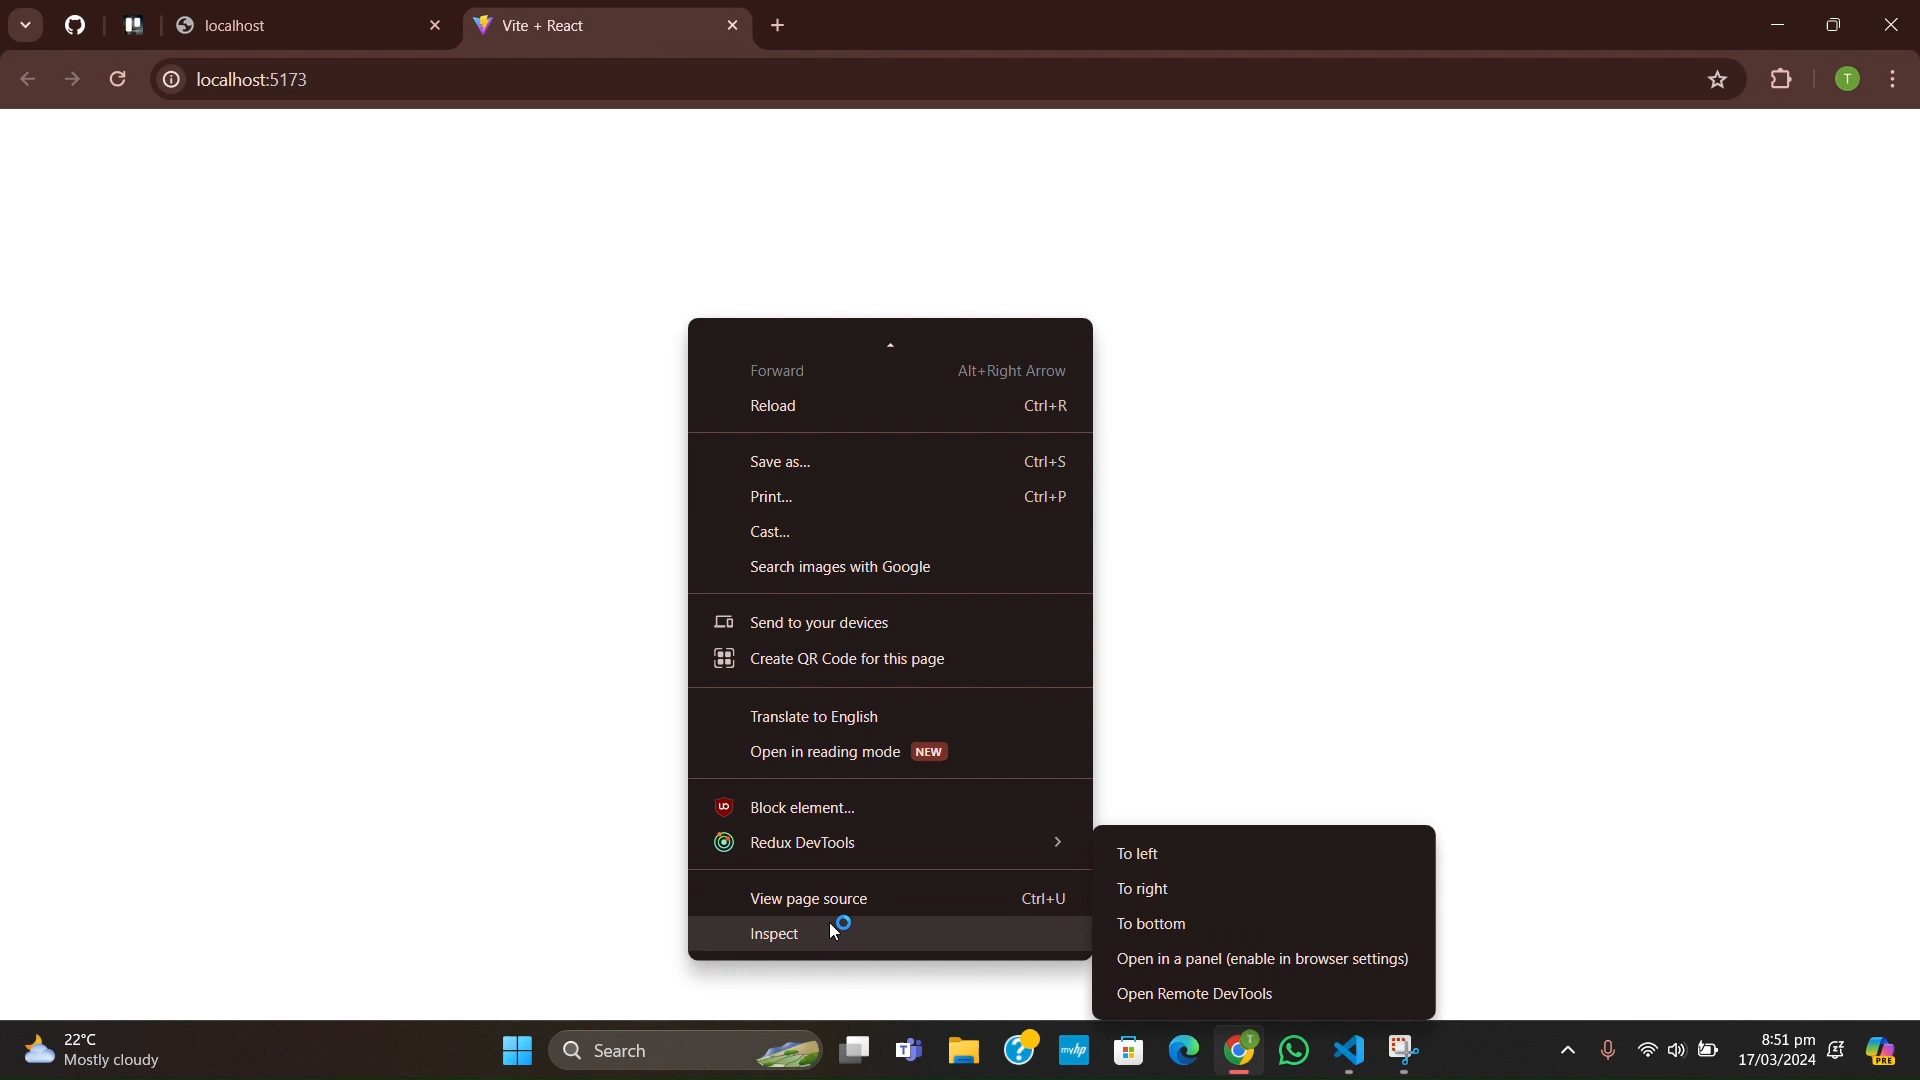 localhost
Vite + React
localhost:5173
T
Forward Alt+Right Arrow
Reload Ctrl+R
Save as... Ctrl+S
Print... Ctrl+P
Cast...
Search images with Google
Send to your devices
Create QR Code for this page
Translate to English
Open in reading mode NEW
Block element...
Redux DevTools
View page source Ctrl+U
Inspect
To left
To right
To bottom
Open in a panel (enable in browser settings)
Open Remote DevTools
22°C
Mostly cloudy
Search
myhp
T
8:51 pm
17/03/2024
PRE